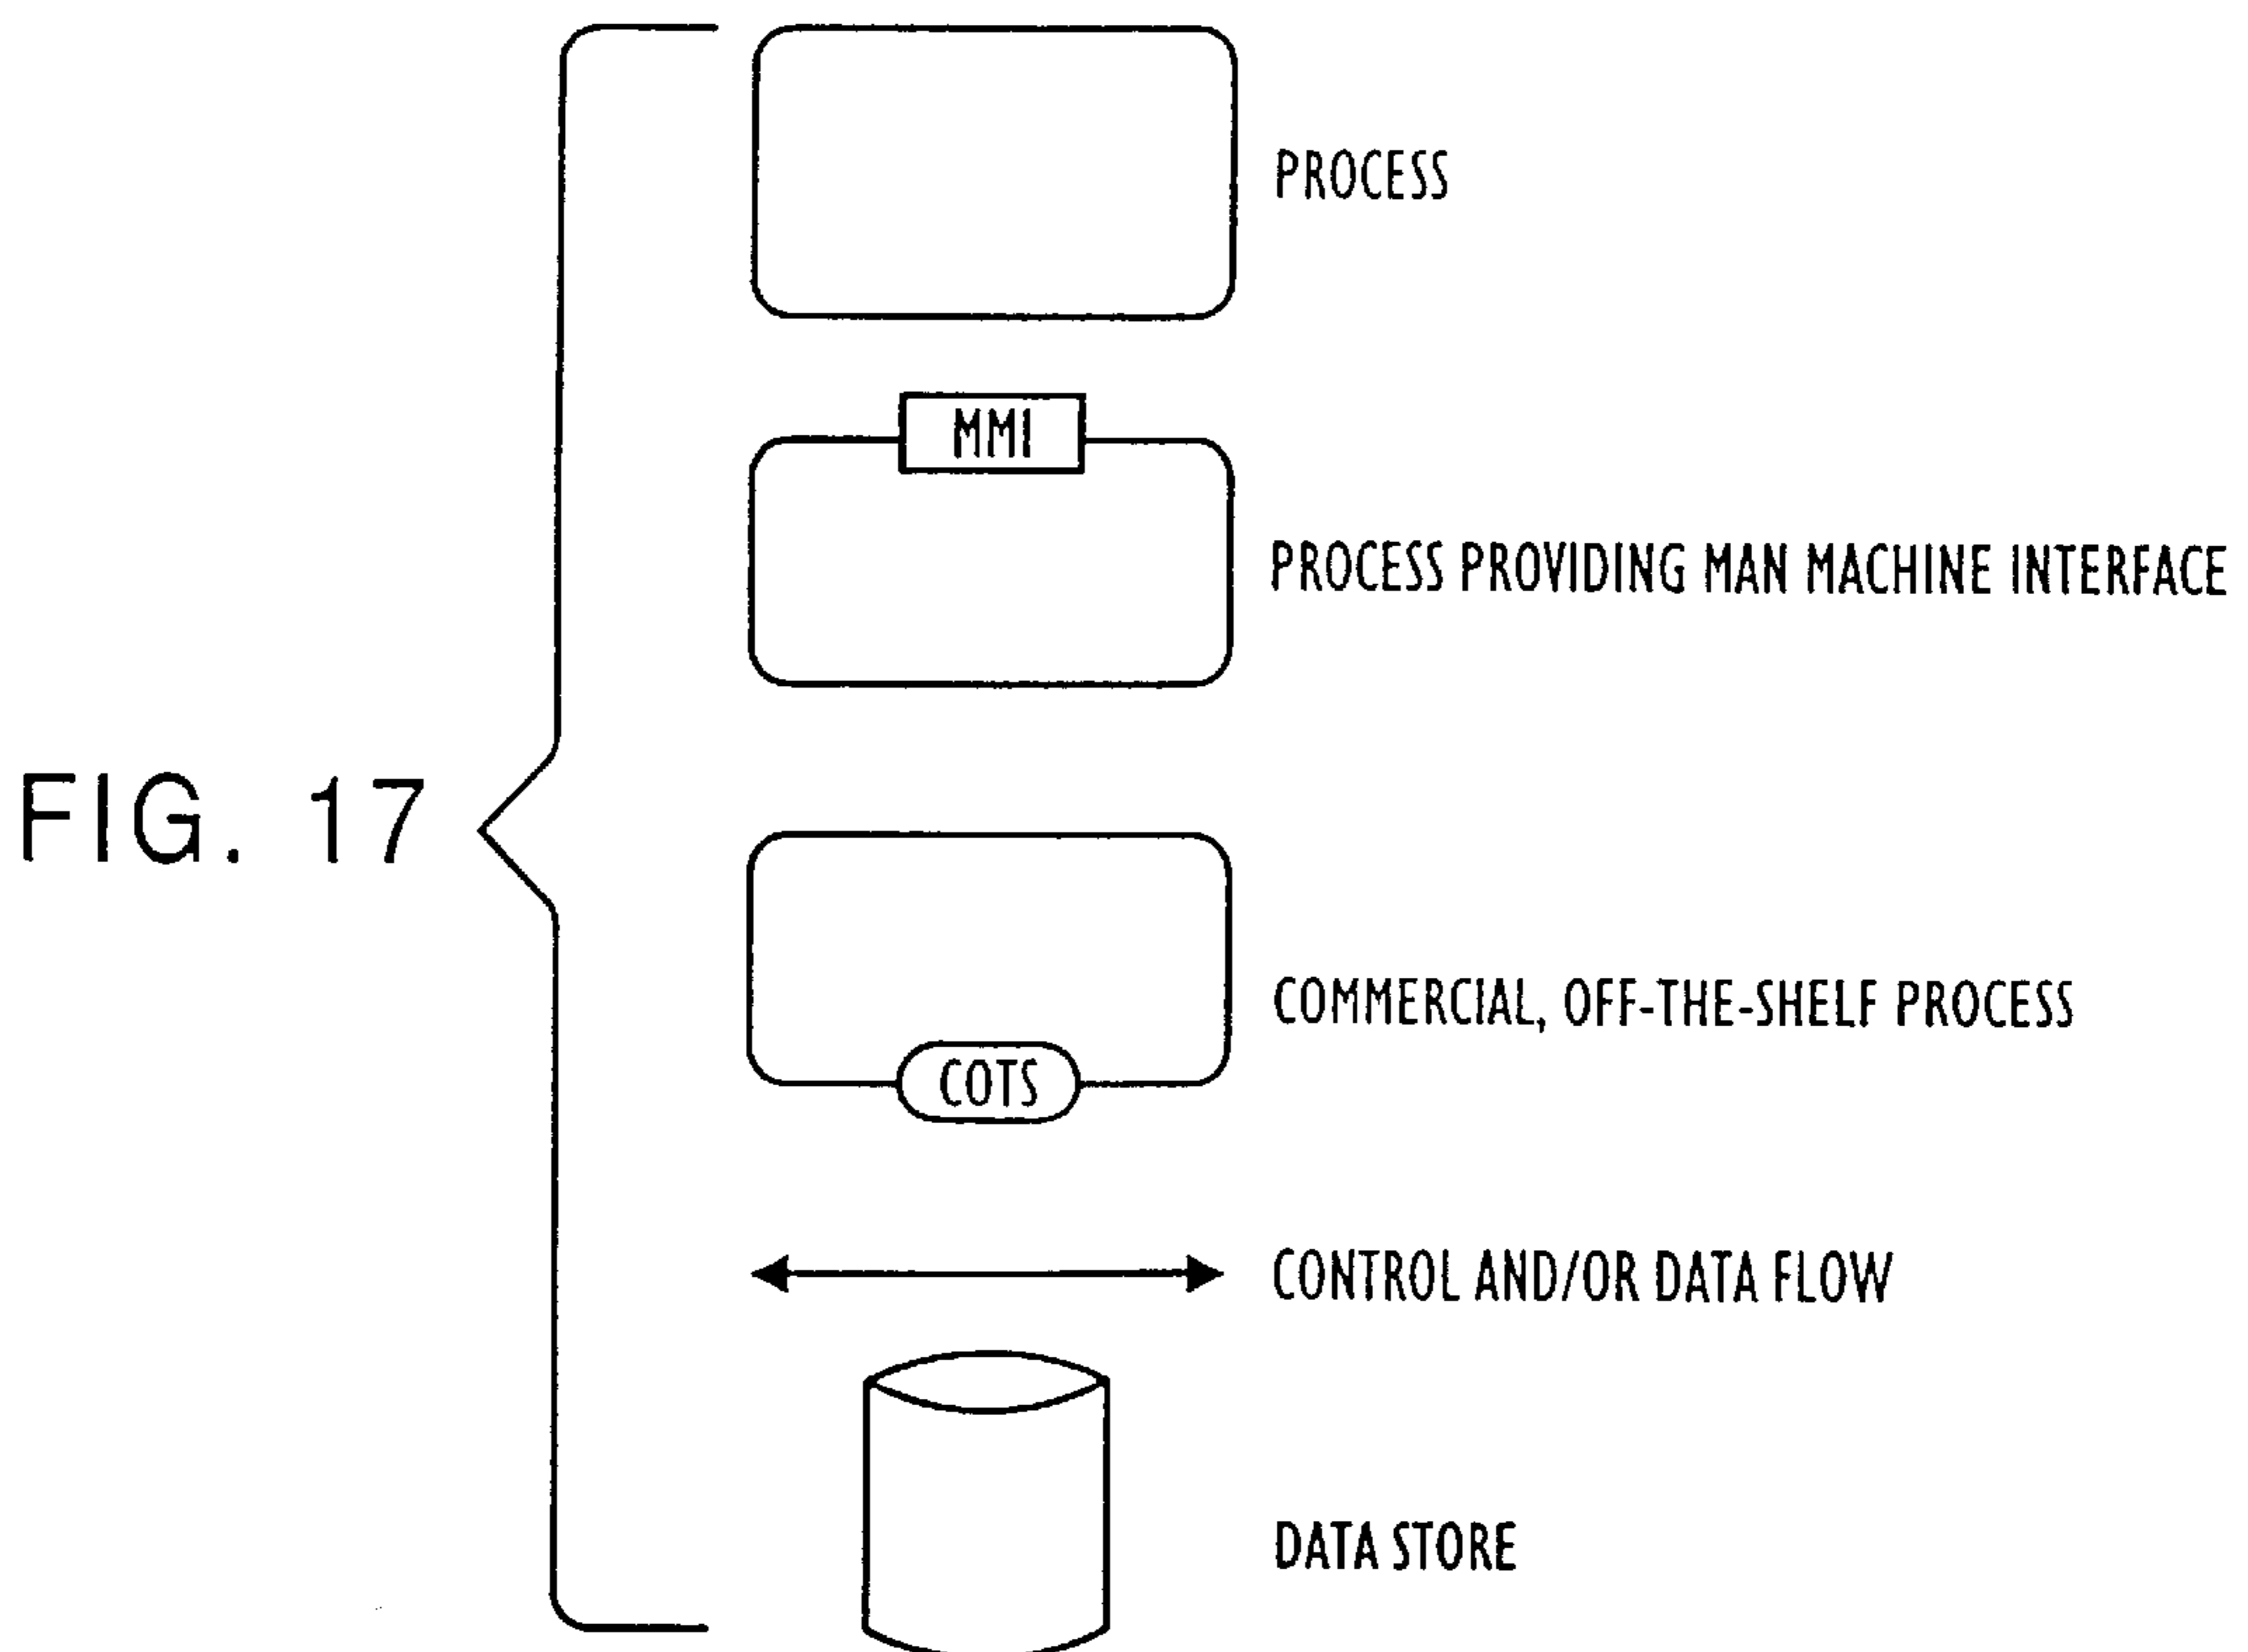 PROCESS
MMI
PROCESS PROVIDING MAN MACHINE INTERFACE
FIG. 17
COMMERCIAL, OFF-THE-SHELF PROCESS
COTS
CONTROL AND/OR DATA FLOW
DATA STORE